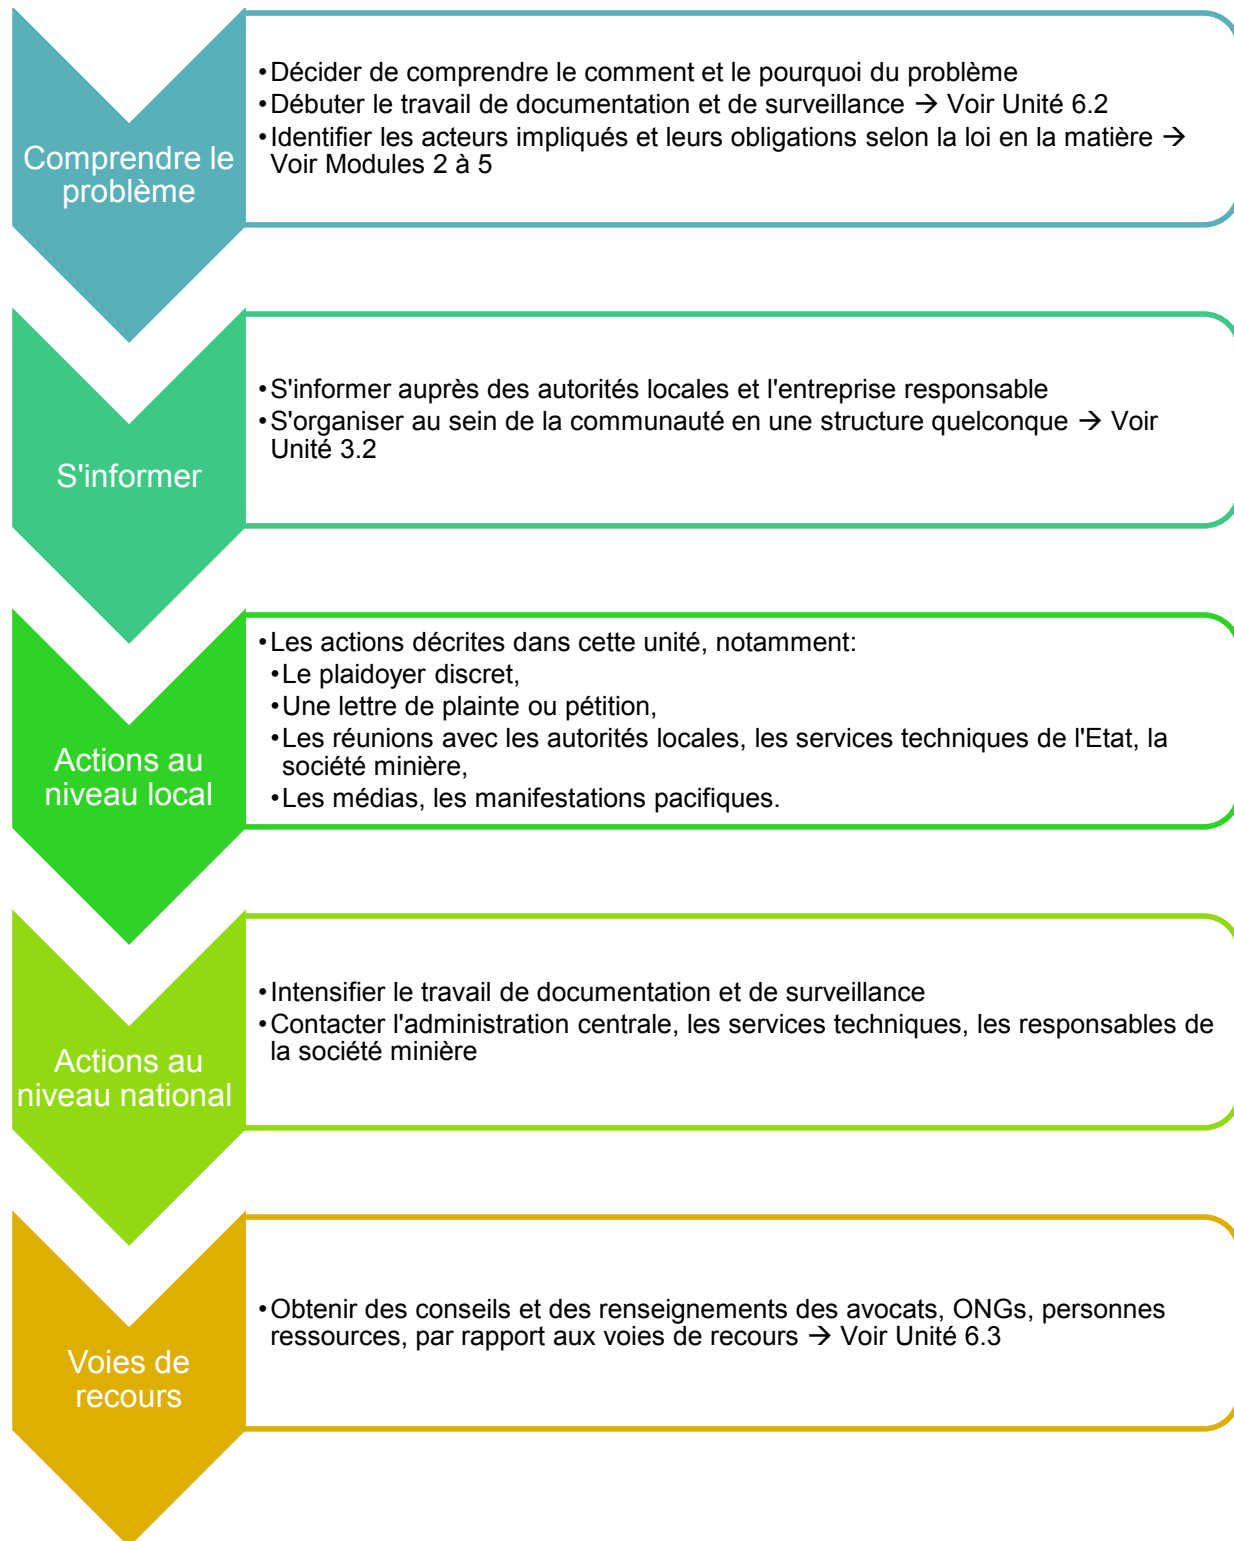 Comprendre le
problème
•Décider de comprendre le comment et le pourquoi du problème
•Débuter le travail de documentation et de surveillance → Voir Unité 6.2
•Identifier les acteurs impliqués et leurs obligations selon la loi en la matière →
Voir Modules 2 à 5
S'informer
•S'informer auprès des autorités locales et l'entreprise responsable
•S'organiser au sein de la communauté en une structure quelconque → Voir
Unité 3.2
Actions au
niveau local
•Les actions décrites dans cette unité, notamment:
•Le plaidoyer discret,
•Une lettre de plainte ou pétition,
•Les réunions avec les autorités locales, les services techniques de l'Etat, la
société minière,
•Les médias, les manifestations pacifiques.
Actions au
niveau national
•Intensifier le travail de documentation et de surveillance
•Contacter l'administration centrale, les services techniques, les responsables de
la société minière
Voies de
recours
•Obtenir des conseils et des renseignements des avocats, ONGs, personnes
ressources, par rapport aux voies de recours → Voir Unité 6.3